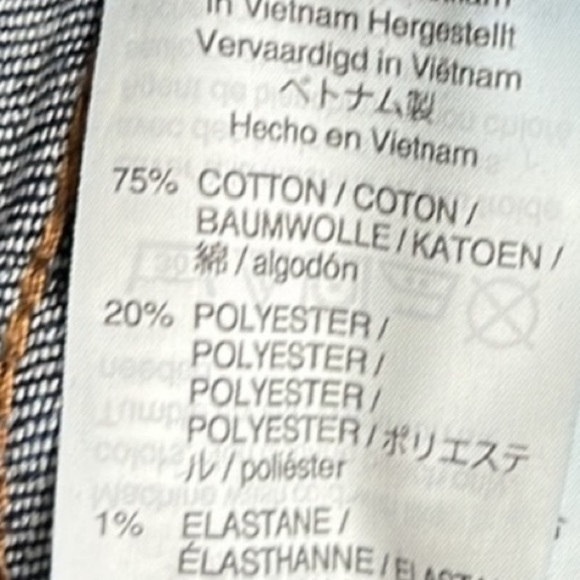 in Vietnam Hergestellt
Vervaardigd in Viëtnam
ベトナム製
Hecho en Vietnam
75% COTTON / COTON /
BAUMWOLLE / KATOEN /
綿 / algodón
20% POLYESTER /
POLYESTER /
POLYESTER /
POLYESTER / ポリエステ
ル / poliéster
1% ELASTANE /
ÉLASTHANNE /